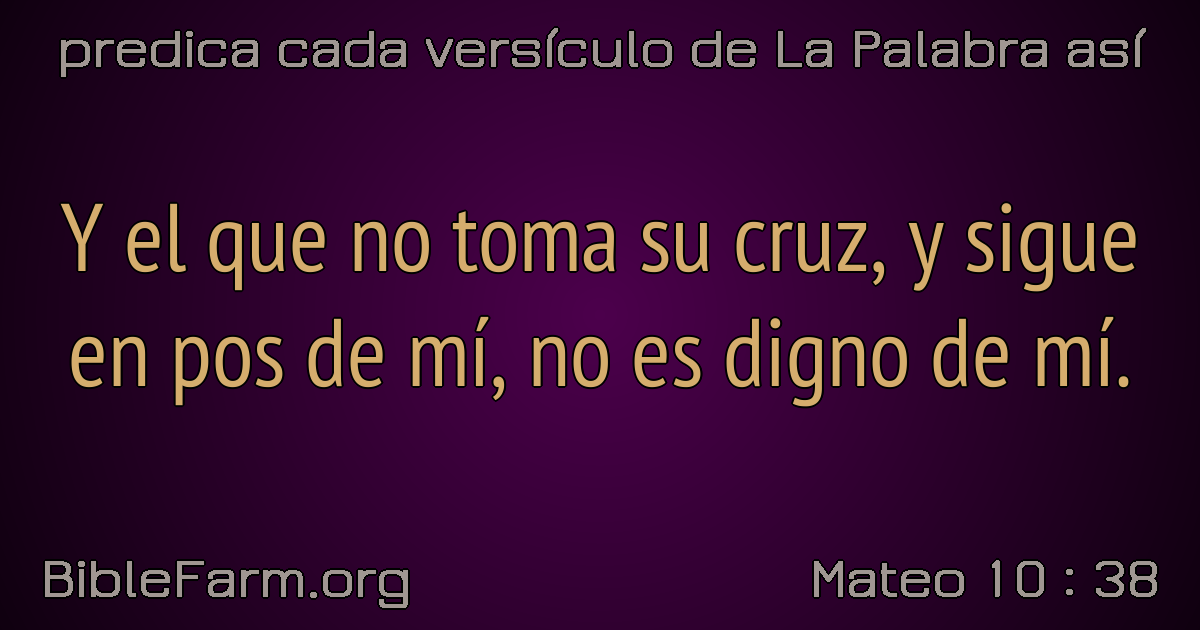 predica cada versículo de La Palabra así
Y el que no toma su cruz, y sigue
en pos de mí, no es digno de mí.
BibleFarm.org
Mateo 10 : 38